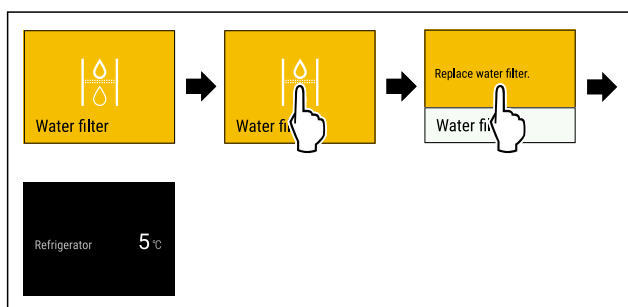 Water filter
Water fi
Replace water filter.
Water fi
Refrigerator 5 °C